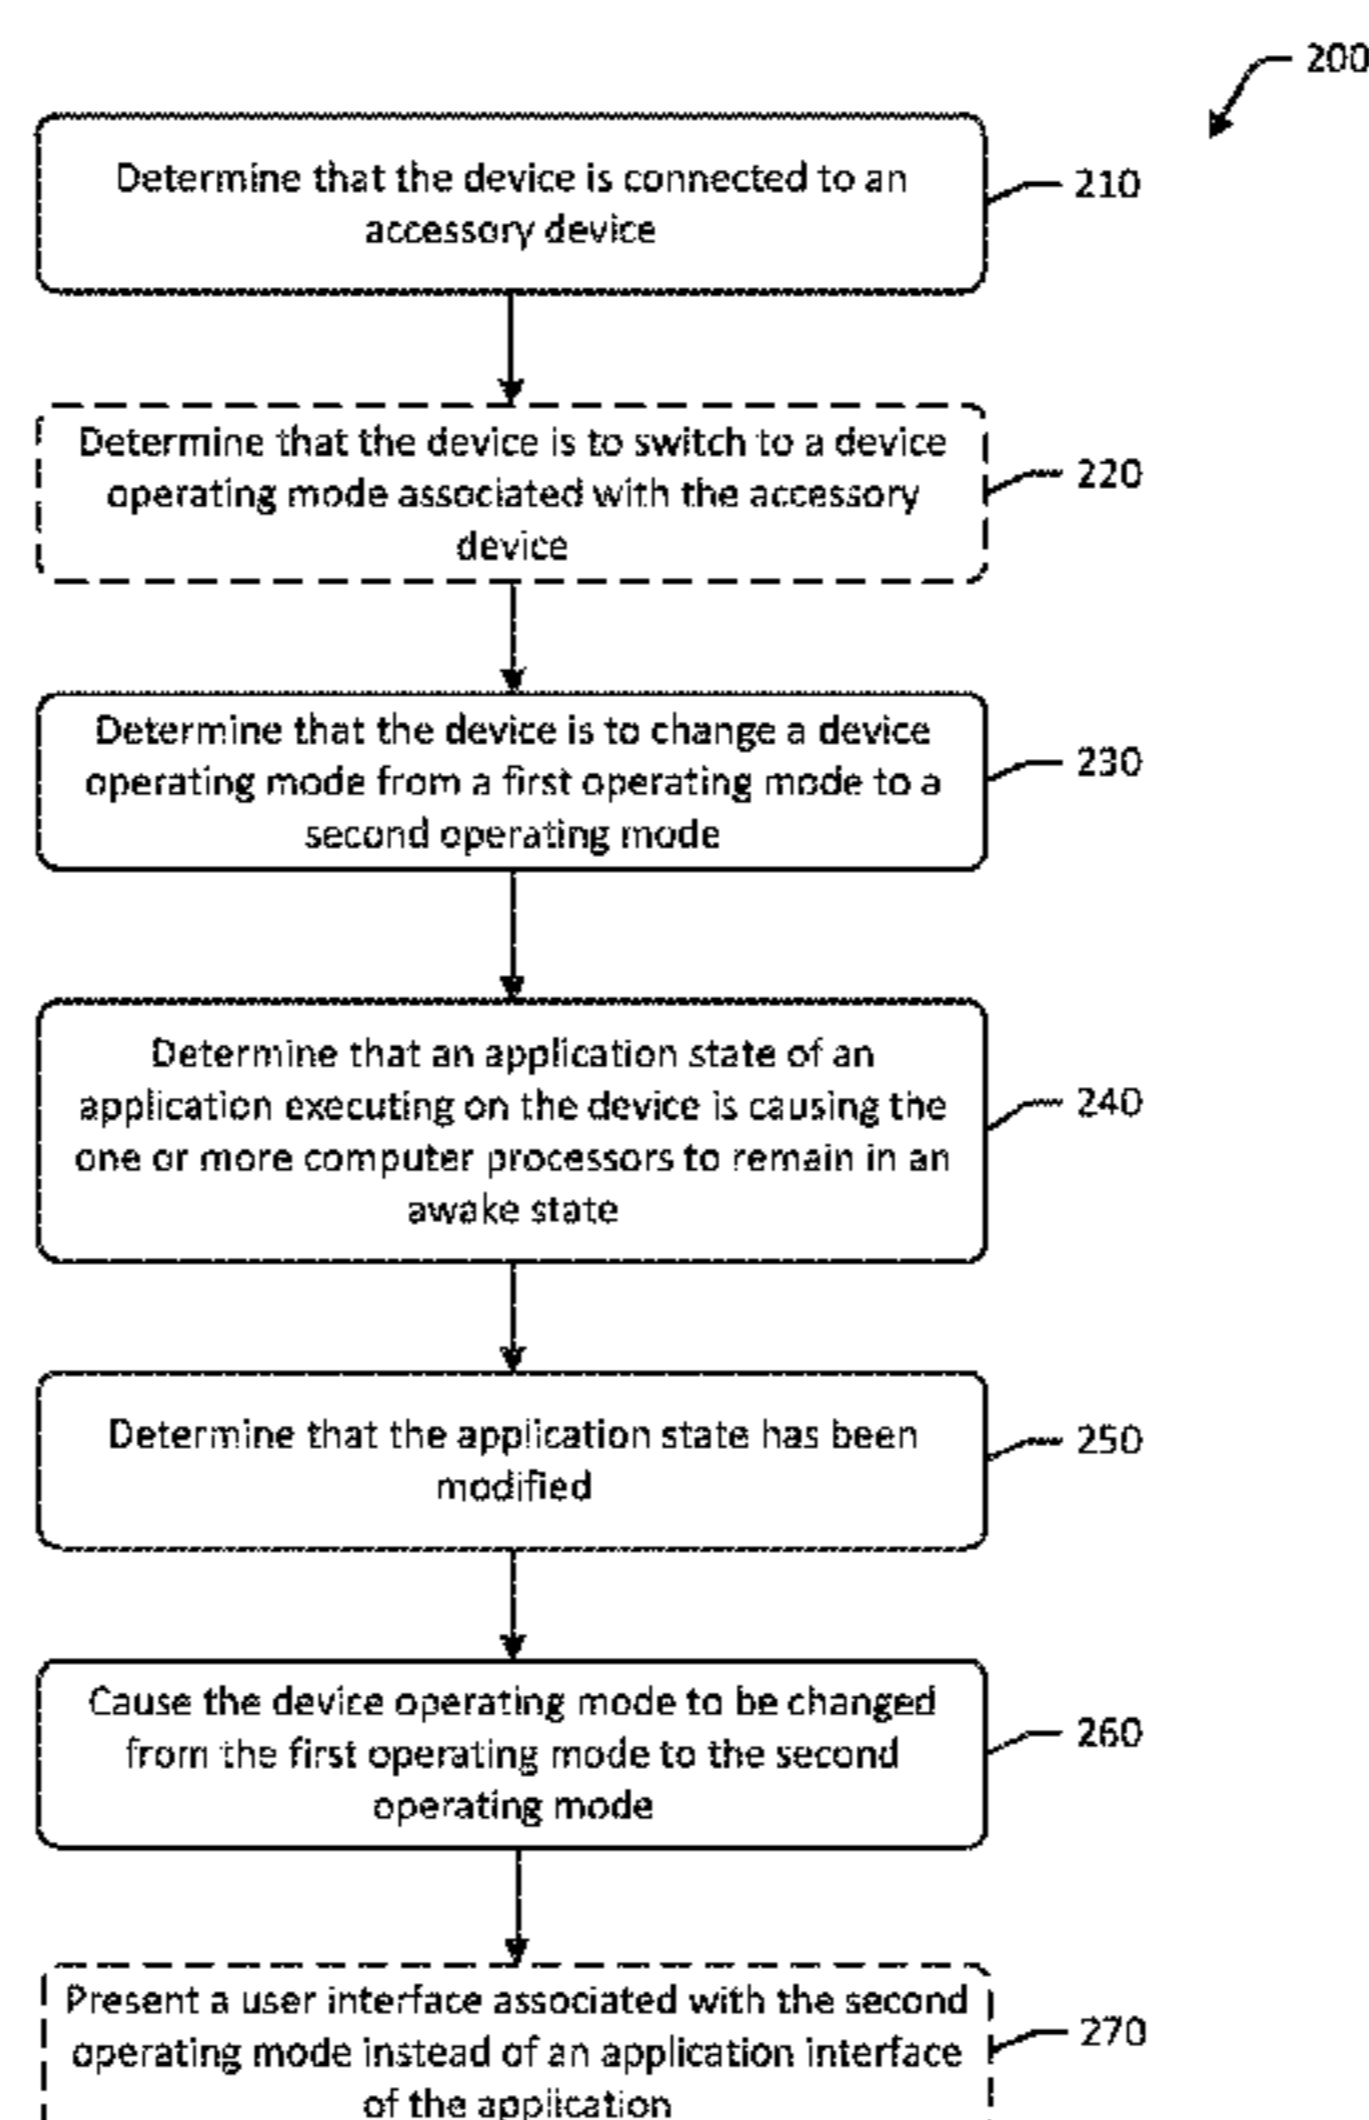 200
Determine that the device is connected to an
accessory device
210
Determine that the device is to switch to a device
operating mode associated with the accessory
device
220
Determine that the device is to change a device
operating mode from a first operating mode to a
second operating mode
230
Determine that an application state of an
application executing on the device is causing the
one or more computer processors to remain in an
awake state
240
Determine that the application state has been
modified
250
Cause the device operating mode to be changed
from the first operating mode to the second
operating mode
260
Present a user interface associated with the second
operating mode instead of an application interface
of the application
270